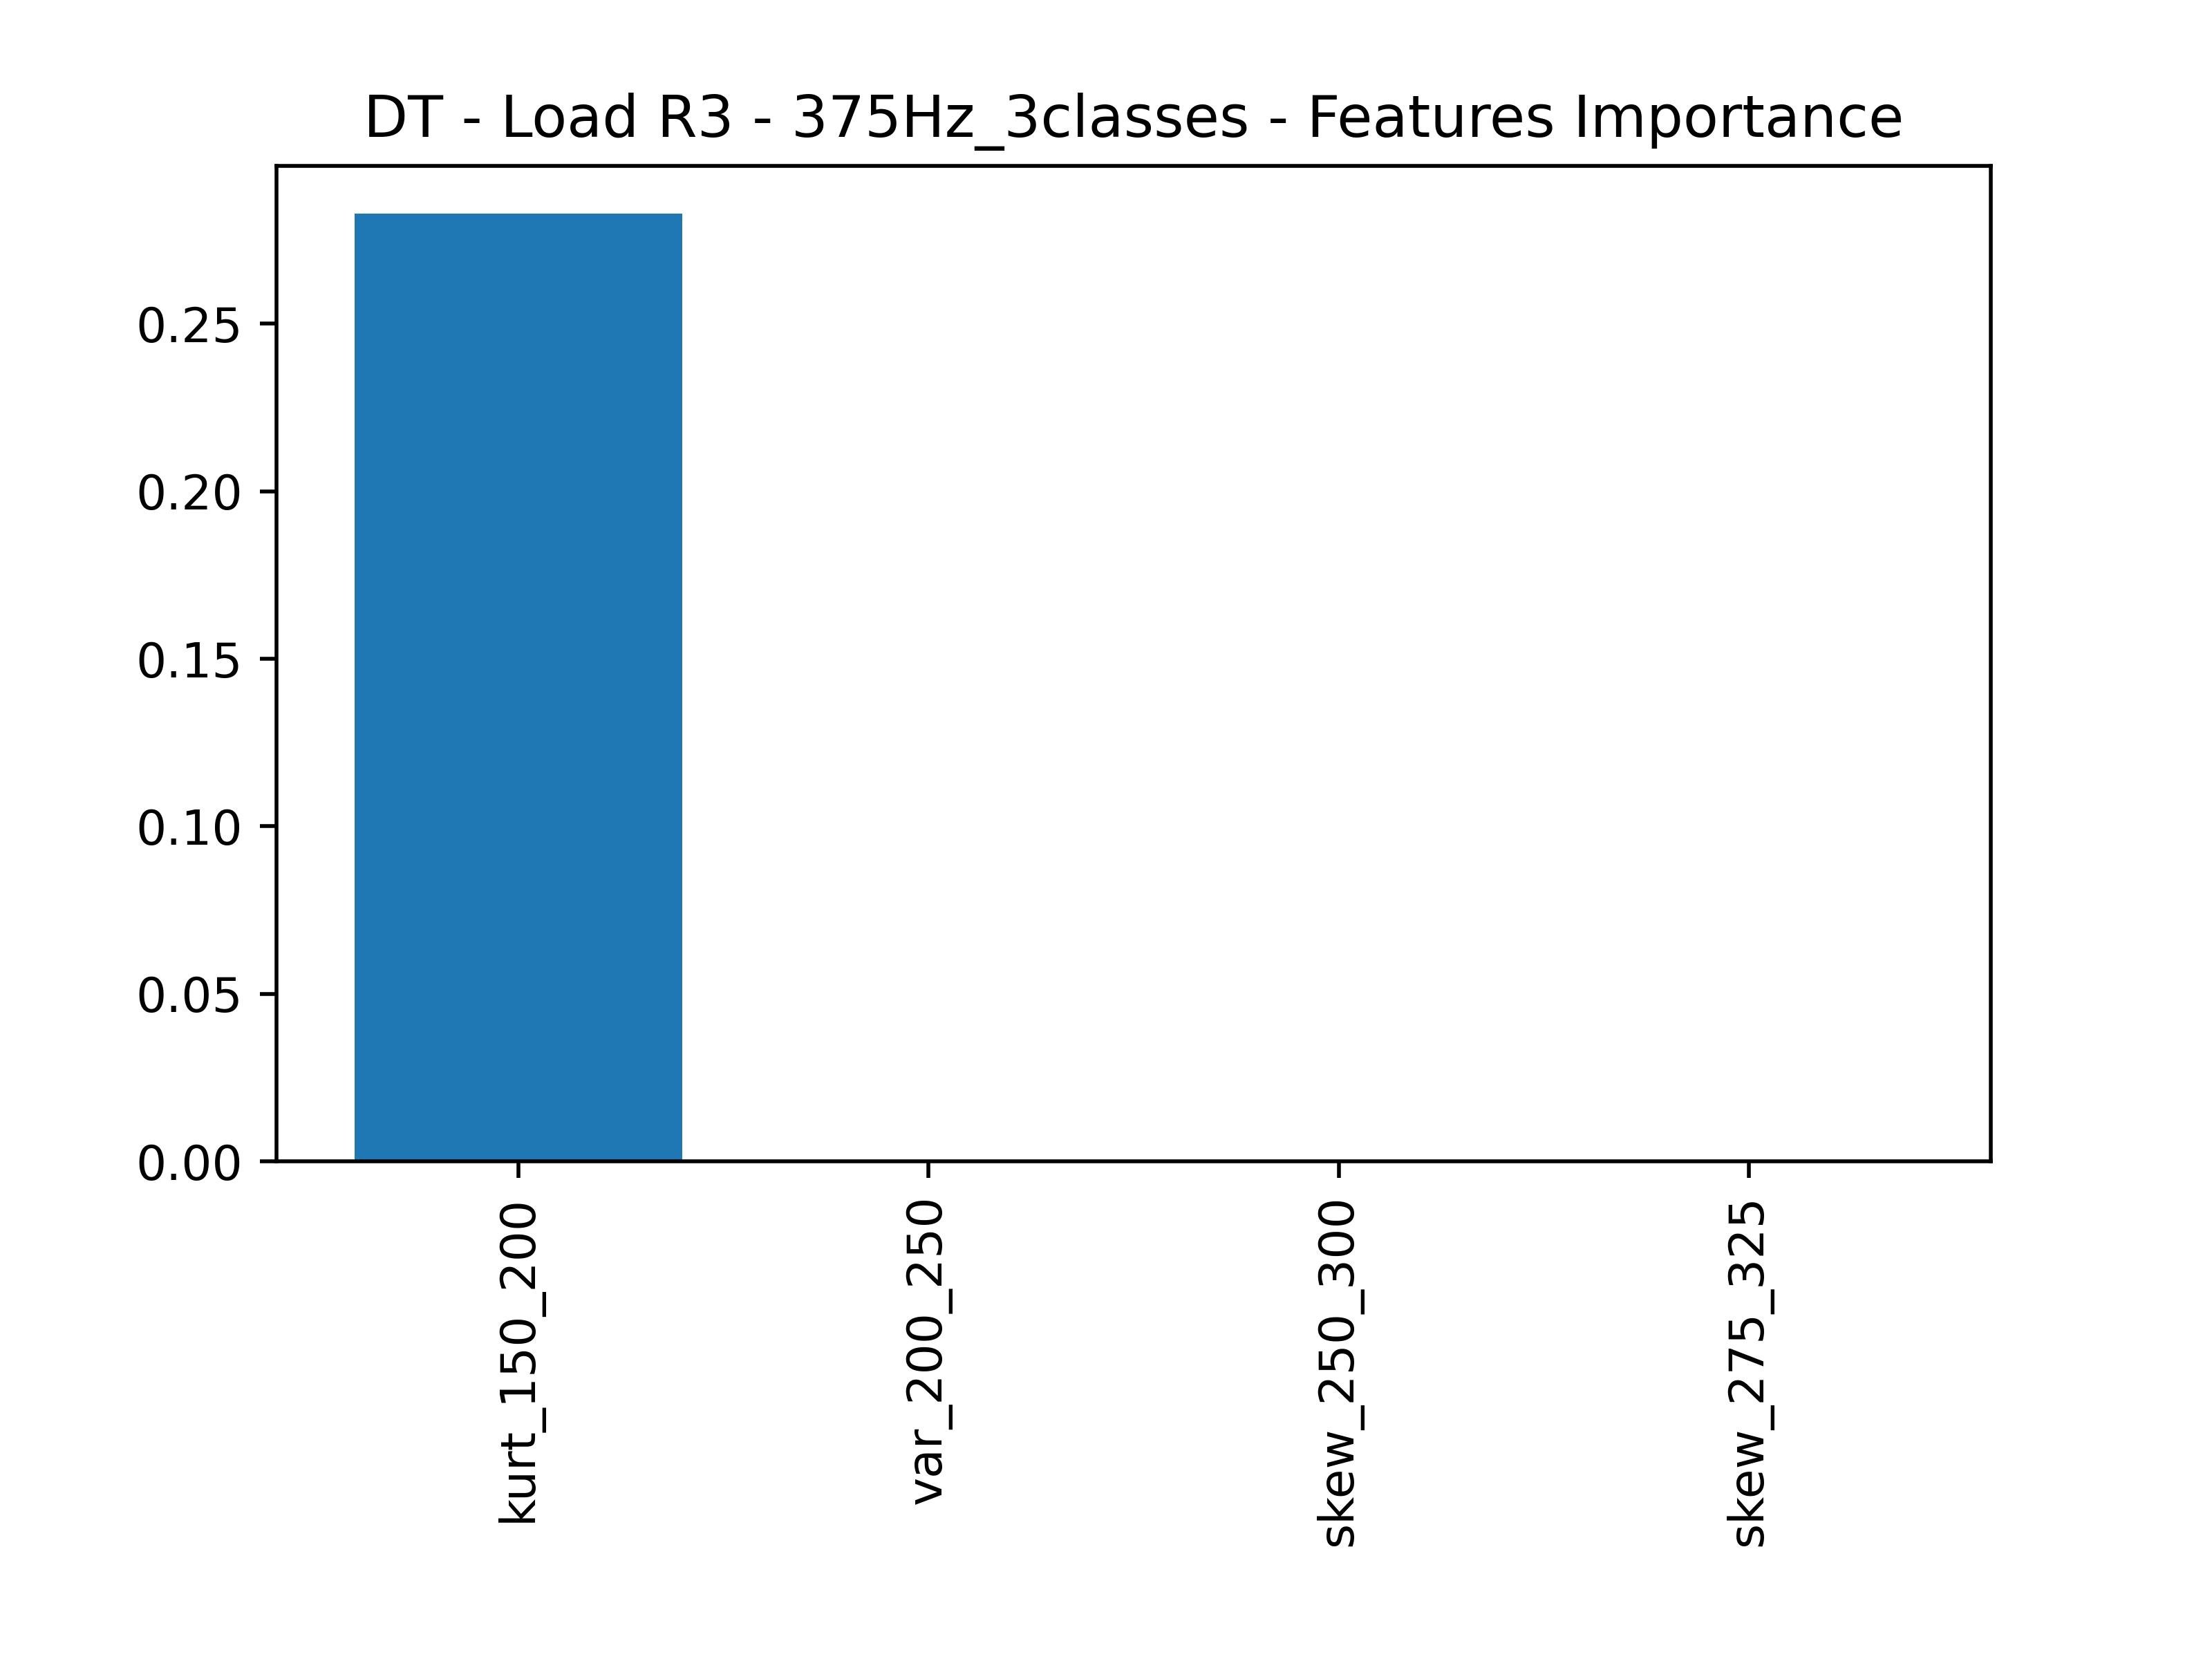 DT - Load R3 - 375Hz_3classes - Features Importance
0.25
0.20
0.15
0.10
0.05
0.00
kurt_150_200
var_200_250
skew_250_300
skew_275_325